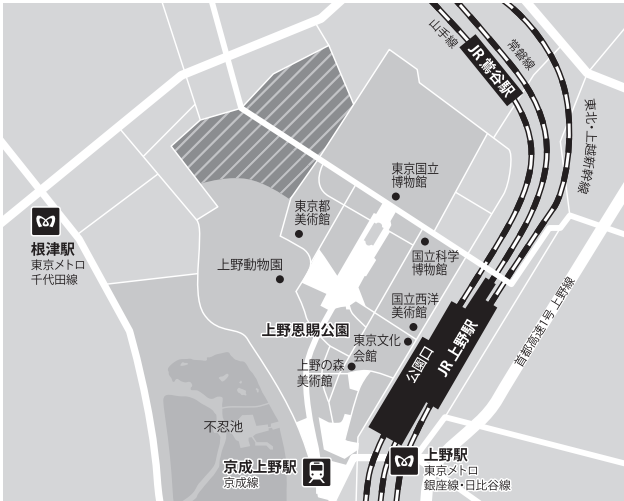 山手線
常磐線
JR 鶯谷駅
東北・上越新幹線
東京国立
博物館
東京都
美術館
根津駅
東京メトロ
千代田線
上野動物園
国立科学
博物館
国立西洋
美術館
上野恩賜公園
東京文化
会館
上野の森
美術館
公園口
JR 上野駅
首都高速1号 上野線
不忍池
京成上野駅
京成線
上野駅
東京メトロ
銀座線・日比谷線